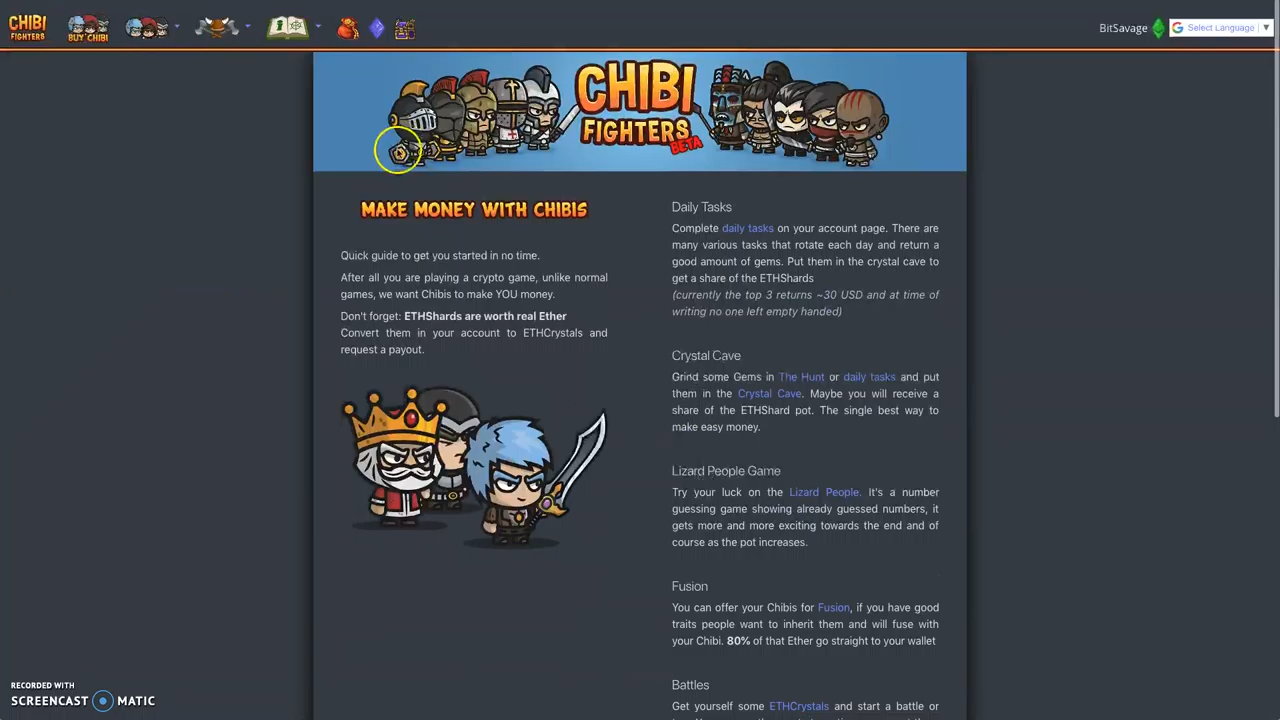 CHIBI
FIGHTERS
BUY CHIBI
BitSavage
Select Language
CHIBI
FIGHTERS
BETA
MAKE MONEY WITH CHIBIS
Quick guide to get you started in no time.
After all you are playing a crypto game, unlike normal
games, we want Chibis to make YOU money.
Don't forget: ETHShards are worth real Ether
Convert them in your account to ETHCrystals and
request a payout.
Daily Tasks
Complete daily tasks on your account page. There are
many various tasks that rotate each day and return a
good amount of gems. Put them in the crystal cave to
get a share of the ETHShards
(currently the top 3 returns ~30 USD and at time of
writing no one left empty handed)
Crystal Cave
Grind some Gems in The Hunt or daily tasks and put
them in the Crystal Cave. Maybe you will receive a
share of the ETHShard pot. The single best way to
make easy money.
Lizard People Game
Try your luck on the Lizard People. It's a number
guessing game showing already guessed numbers, it
gets more and more exciting towards the end and of
course as the pot increases.
Fusion
You can offer your Chibis for Fusion, if you have good
traits people want to inherit them and will fuse with
your Chibi. 80% of that Ether go straight to your wallet
Battles
Get yourself some ETHCrystals and start a battle or
RECORDED WITH
SCREENCAST MATIC